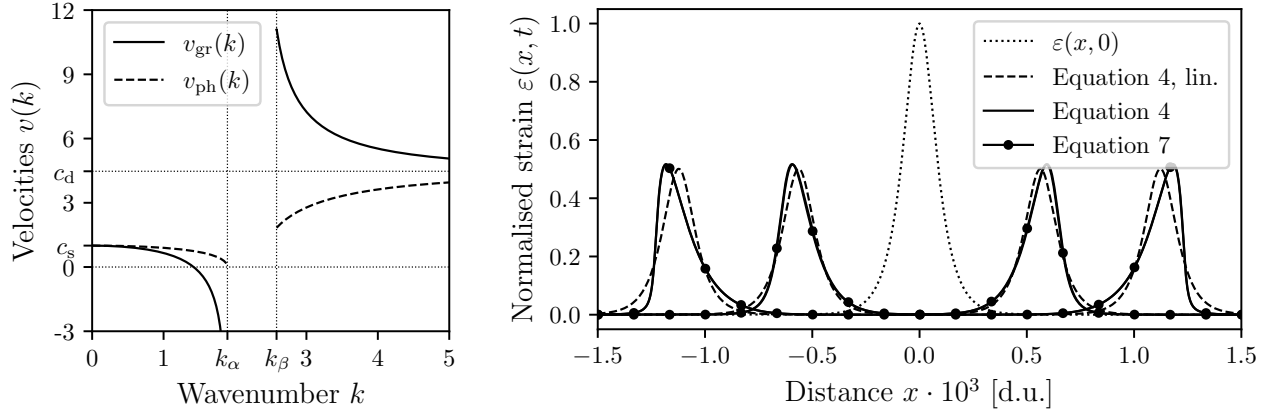 12
9
6
c_d
3
c_s
0
-3
Velocities v(k)
v_gr(k)
v_ph(k)
0
1
k_α
k_β
3
4
5
Wavenumber k
1.0
0.8
0.6
0.4
0.2
0.0
Normalised strain ε(x, t)
ε(x, 0)
Equation 4, lin.
Equation 4
Equation 7
−1.5
−1.0
−0.5
0.0
0.5
1.0
1.5
Distance x · 10³ [d.u.]